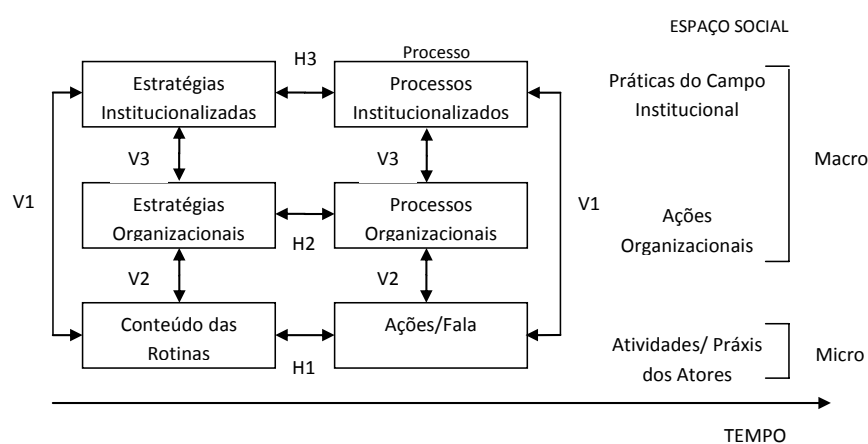 ESPAÇO SOCIAL
Processo
H3
Estratégias
Institucionalizadas
Processos
Institucionalizados
Práticas do Campo
Institucional
V3
V3
Macro
V1
V1
Estratégias
Organizacionais
Processos
Organizacionais
Ações
Organizacionais
H2
V2
V2
Conteúdo das
Rotinas
Ações/Fala
H1
Atividades/ Práxis
dos Atores
Micro
TEMPO